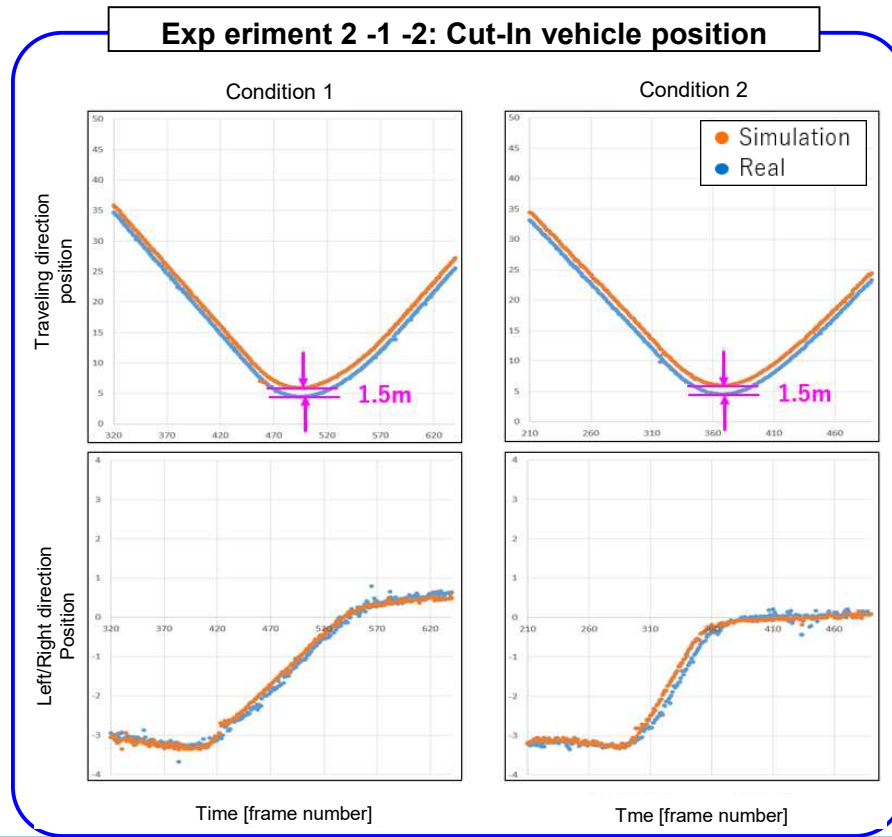 Exp eriment 2 -1 -2: Cut-In vehicle position
Condition 1
Condition 2
Traveling direction
position
50
45
40
35
30
25
20
15
10
5
0
320 370 420 470 520 570 620
1.5m
50
45
40
35
30
25
20
15
10
5
0
210 260 310 360 410 460
Simulation
Real
1.5m
Left/Right direction
Position
4
3
2
1
0
-1
-2
-3
-4
320 370 420 470 520 570 620
4
3
2
1
0
-1
-2
-3
-4
210 260 310 360 410 460
Time [frame number]
Tme [frame number]